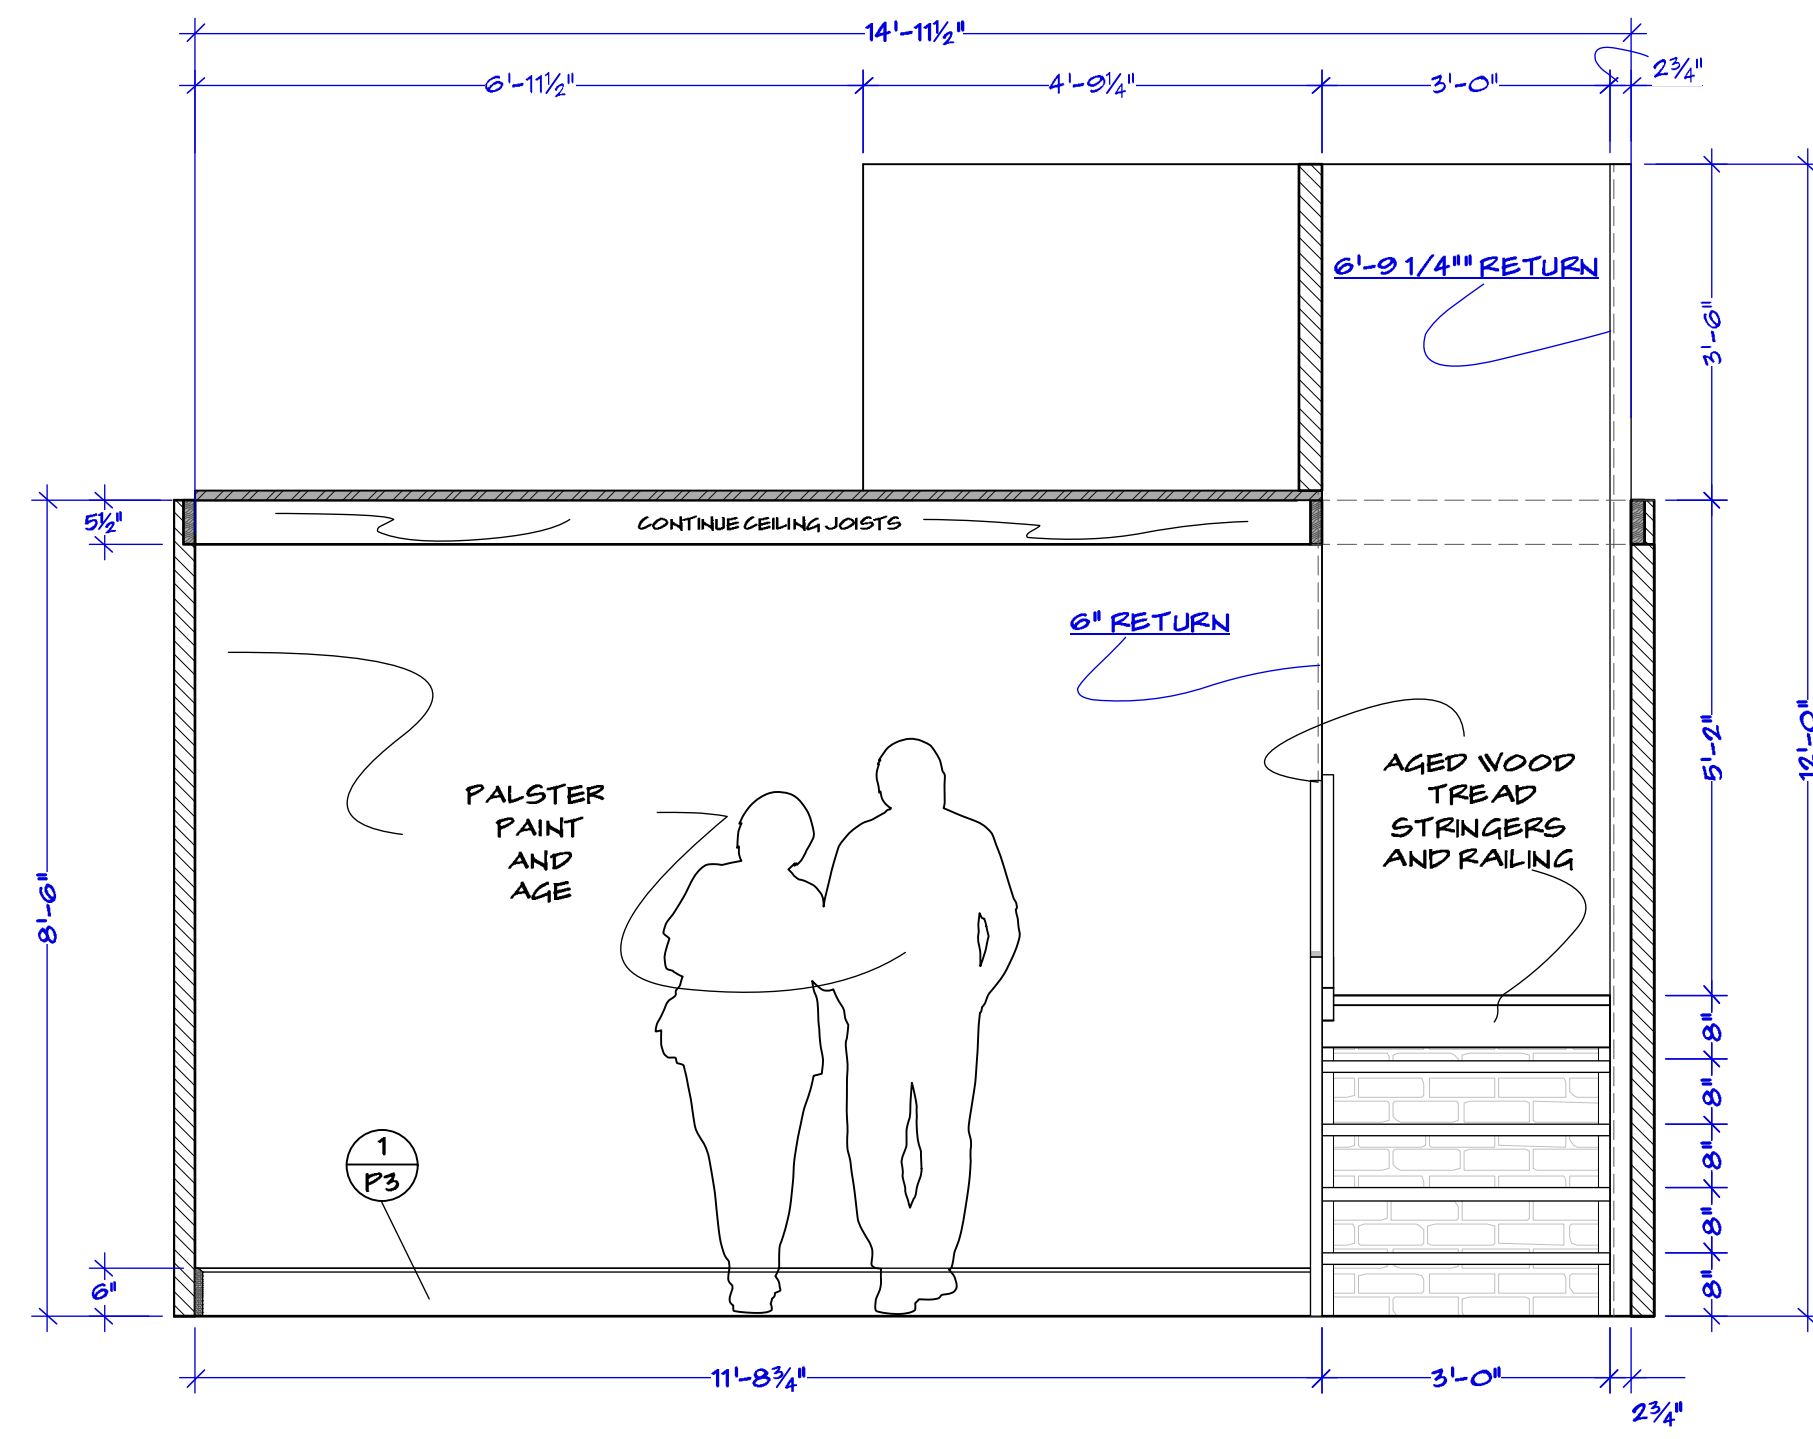 14'-11½"
6'-11½"
4'-9¼"
3'-0"
2¾"
6'-9 1/4"" RETURN
3'-6"
5½"
CONTINUE CEILING JOISTS
6" RETURN
5'-2"
12'-0"
AGED WOOD
TREAD
STRINGERS
AND RAILING
PALSTER
PAINT
AND
AGE
8'-6"
8"
8"
8"
8"
8"
1
P3
6"
11'-8¾"
3'-0"
2¾"